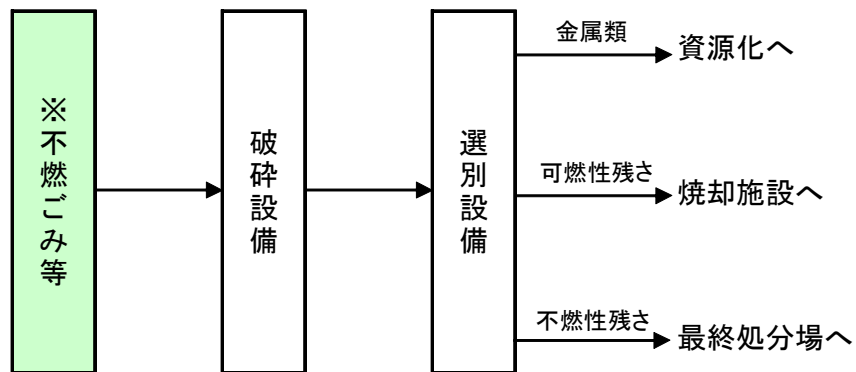 ※不燃ごみ等
破砕設備
選別設備
金属類
資源化へ
可燃性残さ
焼却施設へ
不燃性残さ
最終処分場へ